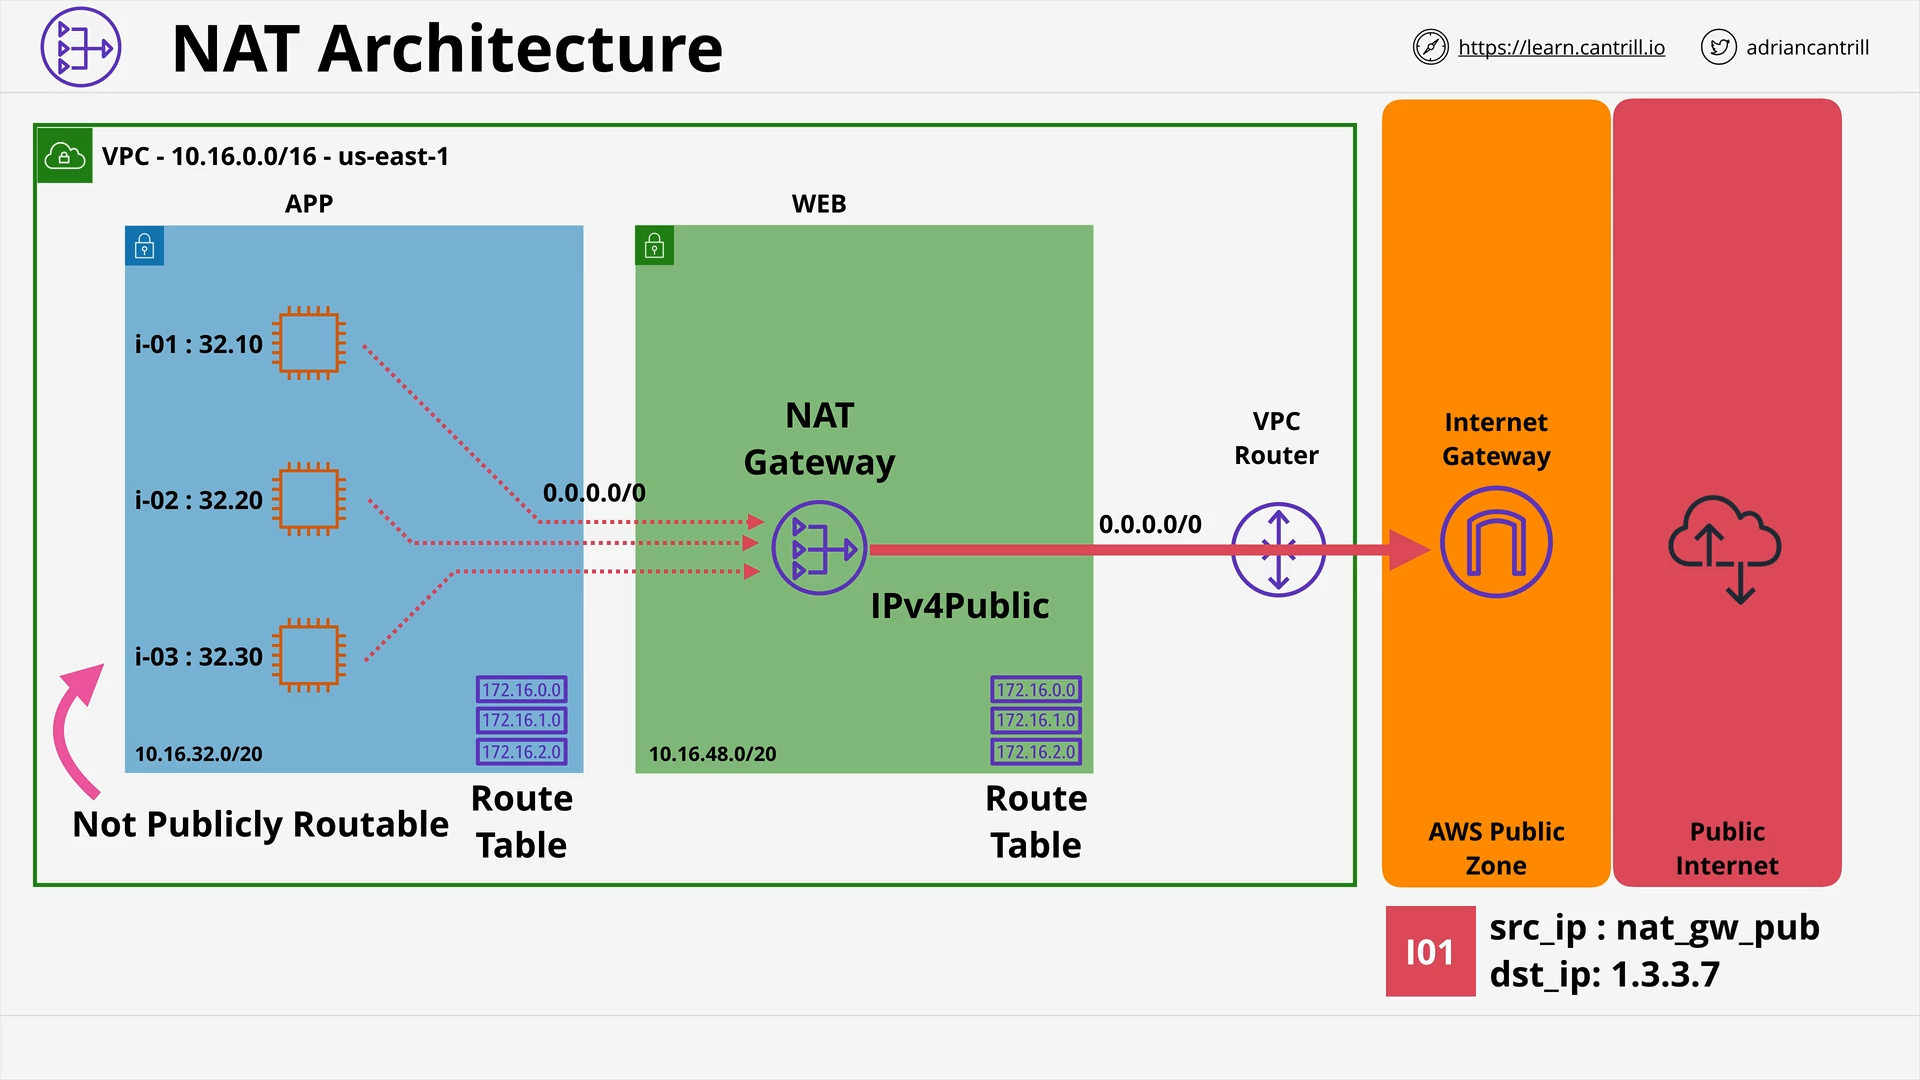 NAT Architecture
https://learn.cantrill.io
adriancantrill
VPC - 10.16.0.0/16 - us-east-1
APP
WEB
i-01 : 32.10
i-02 : 32.20
i-03 : 32.30
0.0.0.0/0
NAT
Gateway
IPv4Public
0.0.0.0/0
VPC
Router
Internet
Gateway
172.16.0.0
172.16.1.0
172.16.2.0
10.16.32.0/20
172.16.0.0
172.16.1.0
172.16.2.0
10.16.48.0/20
Not Publicly Routable
Route
Table
Route
Table
AWS Public
Zone
Public
Internet
I01
src_ip : nat_gw_pub
dst_ip: 1.3.3.7